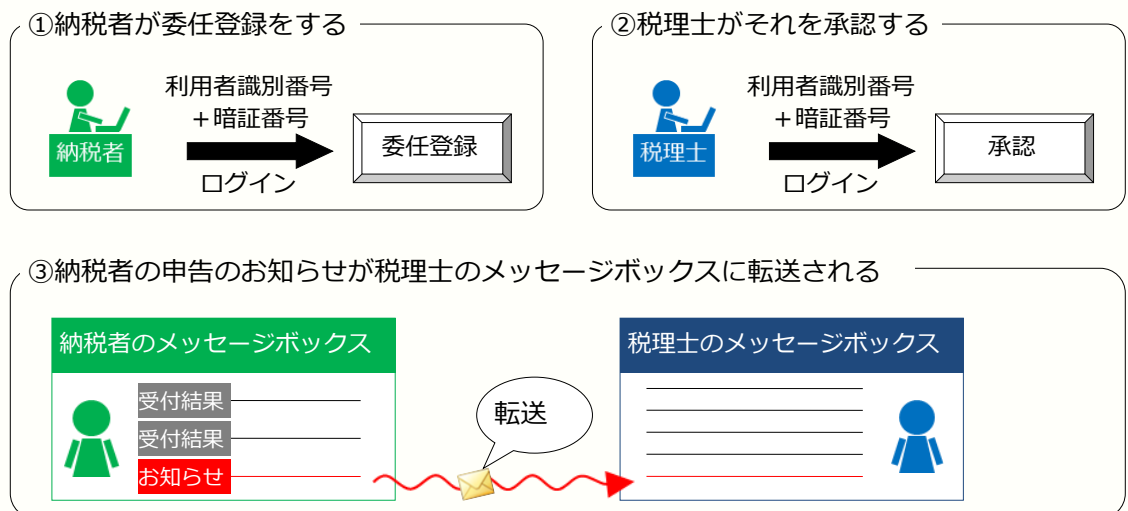 ①納税者が委任登録をする
納税者
利用者識別番号
+暗証番号
ログイン
委任登録
②税理士がそれを承認する
税理士
利用者識別番号
+暗証番号
ログイン
承認
③納税者の申告のお知らせが税理士のメッセージボックスに転送される
納税者のメッセージボックス
受付結果
受付結果
お知らせ
転送
税理士のメッセージボックス